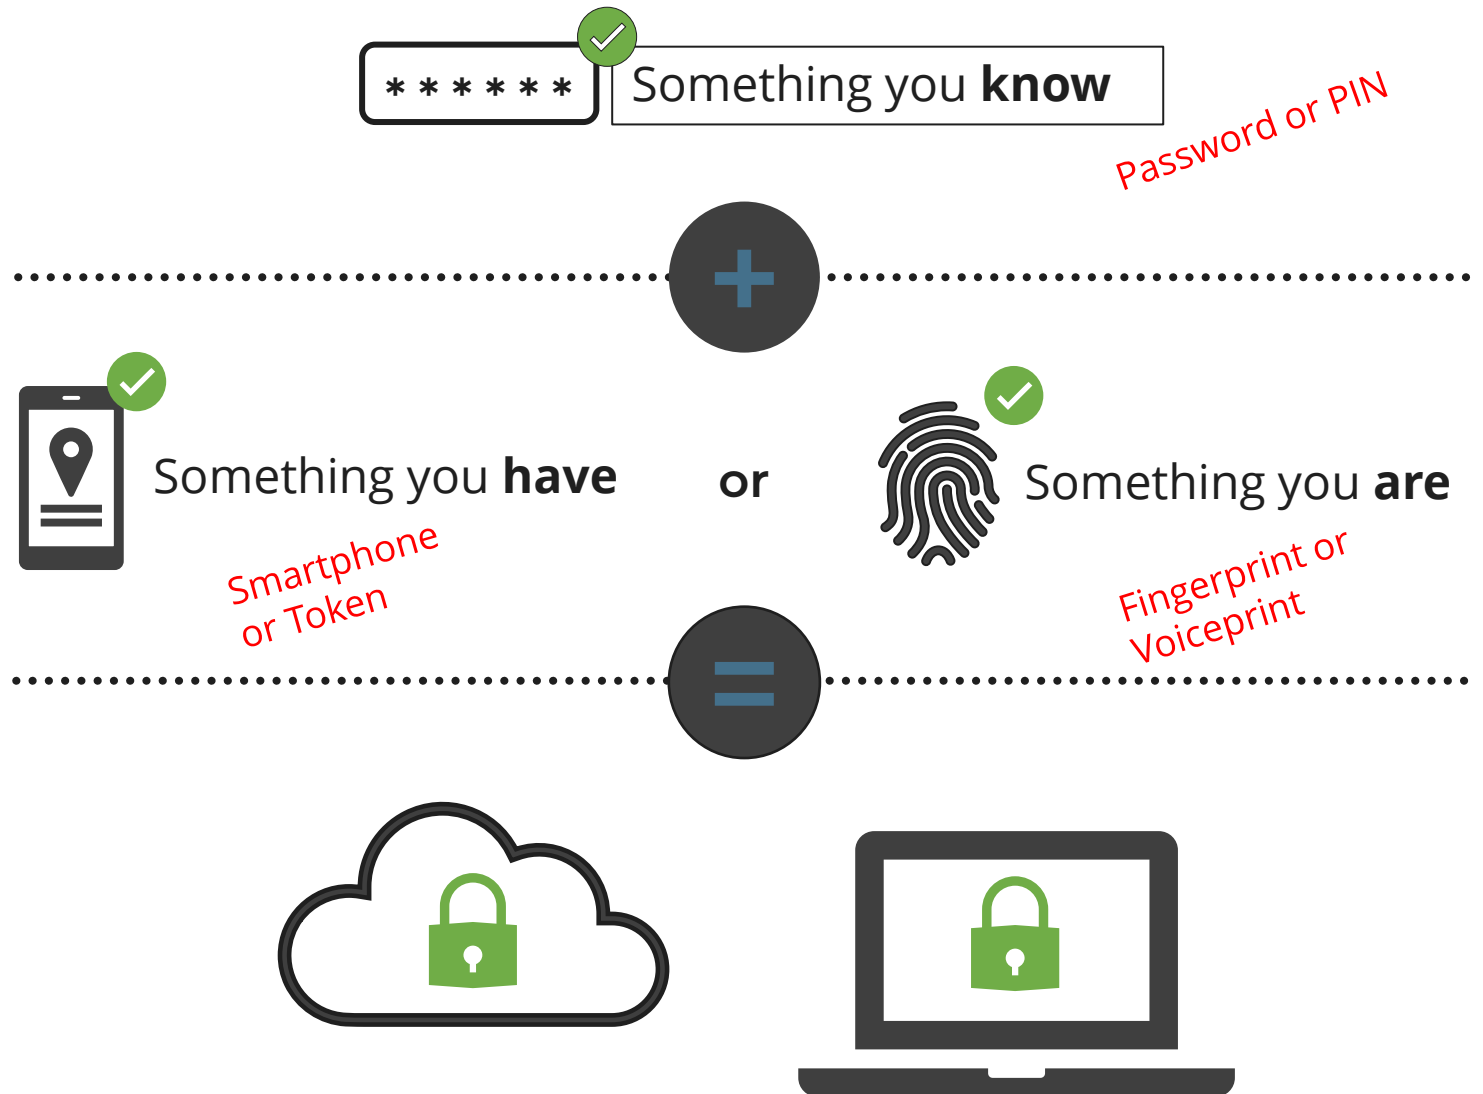 ****** Something you know
Password or PIN
+
Something you have
or
Something you are
Smartphone
or Token
Fingerprint or
Voiceprint
=